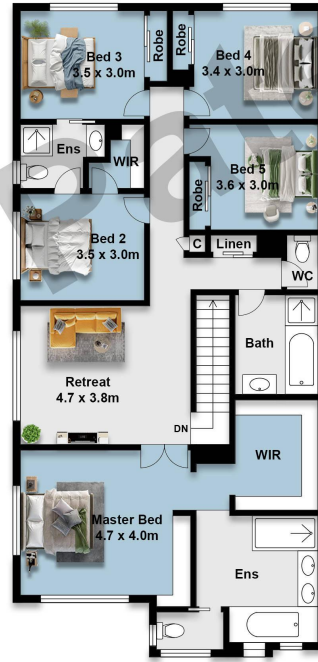 Bed 3
3.5 x 3.0m
Robe
Robe
Bed 4
3.4 x 3.0m
Ens
WIR
Bed 5
3.6 x 3.0m
Robe
Bed 2
3.5 x 3.0m
C
Linen
WC
Bath
Retreat
4.7 x 3.8m
DN
WIR
Master Bed
4.7 x 4.0m
Ens